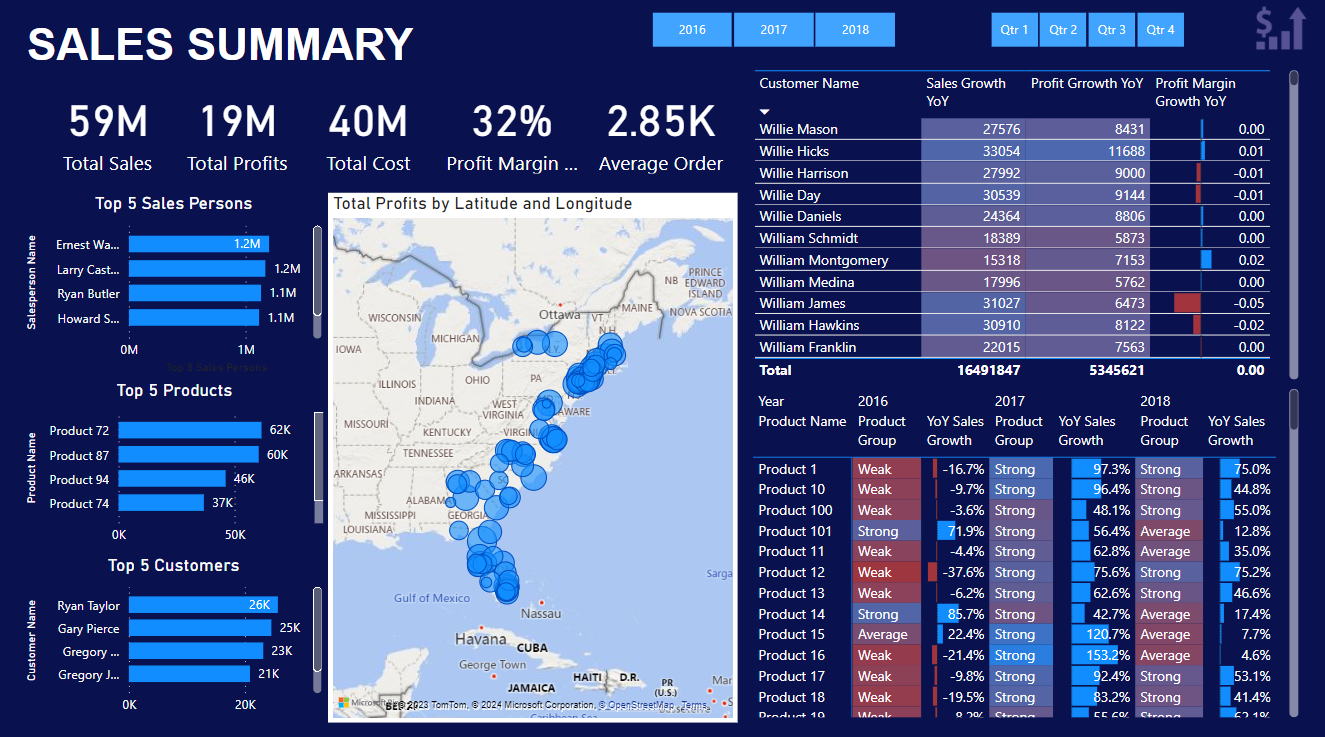 SALES SUMMARY
2016 2017 2018
Qtr 1 Qtr 2 Qtr 3 Qtr 4
59M 19M 40M 32% 2.85K
Total Sales Total Profits Total Cost Profit Margin ... Average Order
Top 5 Sales Persons
Salesperson Name
Ernest Wa... 1.2M
Larry Cast... 1.2M
Ryan Butler 1.1M
Howard S... 1.1M
0M 1M
Top 5 Sales Persons
Top 5 Products
Product Name
Product 72 62K
Product 87 60K
Product 94 46K
Product 74 37K
0K 50K
Top 5 Customers
Customer Name
Ryan Taylor 26K
Gary Pierce 25K
Gregory ... 23K
Gregory J... 21K
0K 20K
Total Profits by Latitude and Longitude
PRINCE
EDWARD
ISLAND
NB
MAINE
NOVA SCOTIA
Ottawa
VT
N.H
WISCONSIN
MICHIGAN
IOWA
PA
ILLINOIS
OHIO
INDIANA
WEST
VIRGINIA
AWARE
MISSOURI
KENTUCKY
VIRGINI
TENNESSEE
ARKANSAS
ALABAMA
MISSISSIPPI
GEORGIA
LOUISIANA
Sarga
Gulf of Mexico
Nassau
Havana
CUBA
George Town
HAITI
D.R.
PR
(U.S.)
Mar
JAMAICA
Microsoft
© 2023 TomTom, © 2024 Microsoft Corporation, © OpenStreetMap Terms
Caribbean Sea
Customer Name Sales Growth Profit Grrowth YoY Profit Margin
YoY Growth YoY
Willie Mason 27576 8431 0.00
Willie Hicks 33054 11688 0.01
Willie Harrison 27992 9000 -0.01
Willie Day 30539 9144 -0.01
Willie Daniels 24364 8806 0.00
William Schmidt 18389 5873 0.00
William Montgomery 15318 7153 0.02
William Medina 17996 5762 0.00
William James 31027 6473 -0.05
William Hawkins 30910 8122 -0.02
William Franklin 22015 7563 0.00
Total 16491847 5345621 0.00
Year 2016 2017 2018
Product Name Product YoY Sales Product YoY Sales Product YoY Sales
Group Growth Group Growth Group Growth
Product 1 Weak -16.7% Strong 97.3% Strong 75.0%
Product 10 Weak -9.7% Strong 96.4% Strong 44.8%
Product 100 Weak -3.6% Strong 48.1% Strong 55.0%
Product 101 Strong 71.9% Strong 56.4% Average 12.8%
Product 11 Weak -4.4% Strong 62.8% Average 35.0%
Product 12 Weak -37.6% Strong 75.6% Strong 75.2%
Product 13 Weak -6.2% Strong 62.6% Strong 46.6%
Product 14 Strong 85.7% Strong 42.7% Average 17.4%
Product 15 Average 22.4% Strong 120.7% Average 7.7%
Product 16 Weak -21.4% Strong 153.2% Average 4.6%
Product 17 Weak -9.8% Strong 92.4% Strong 53.1%
Product 18 Weak -19.5% Strong 83.2% Strong 41.4%
Product 19 Weak 8.2% Strong 55.6% Strong 62.1%